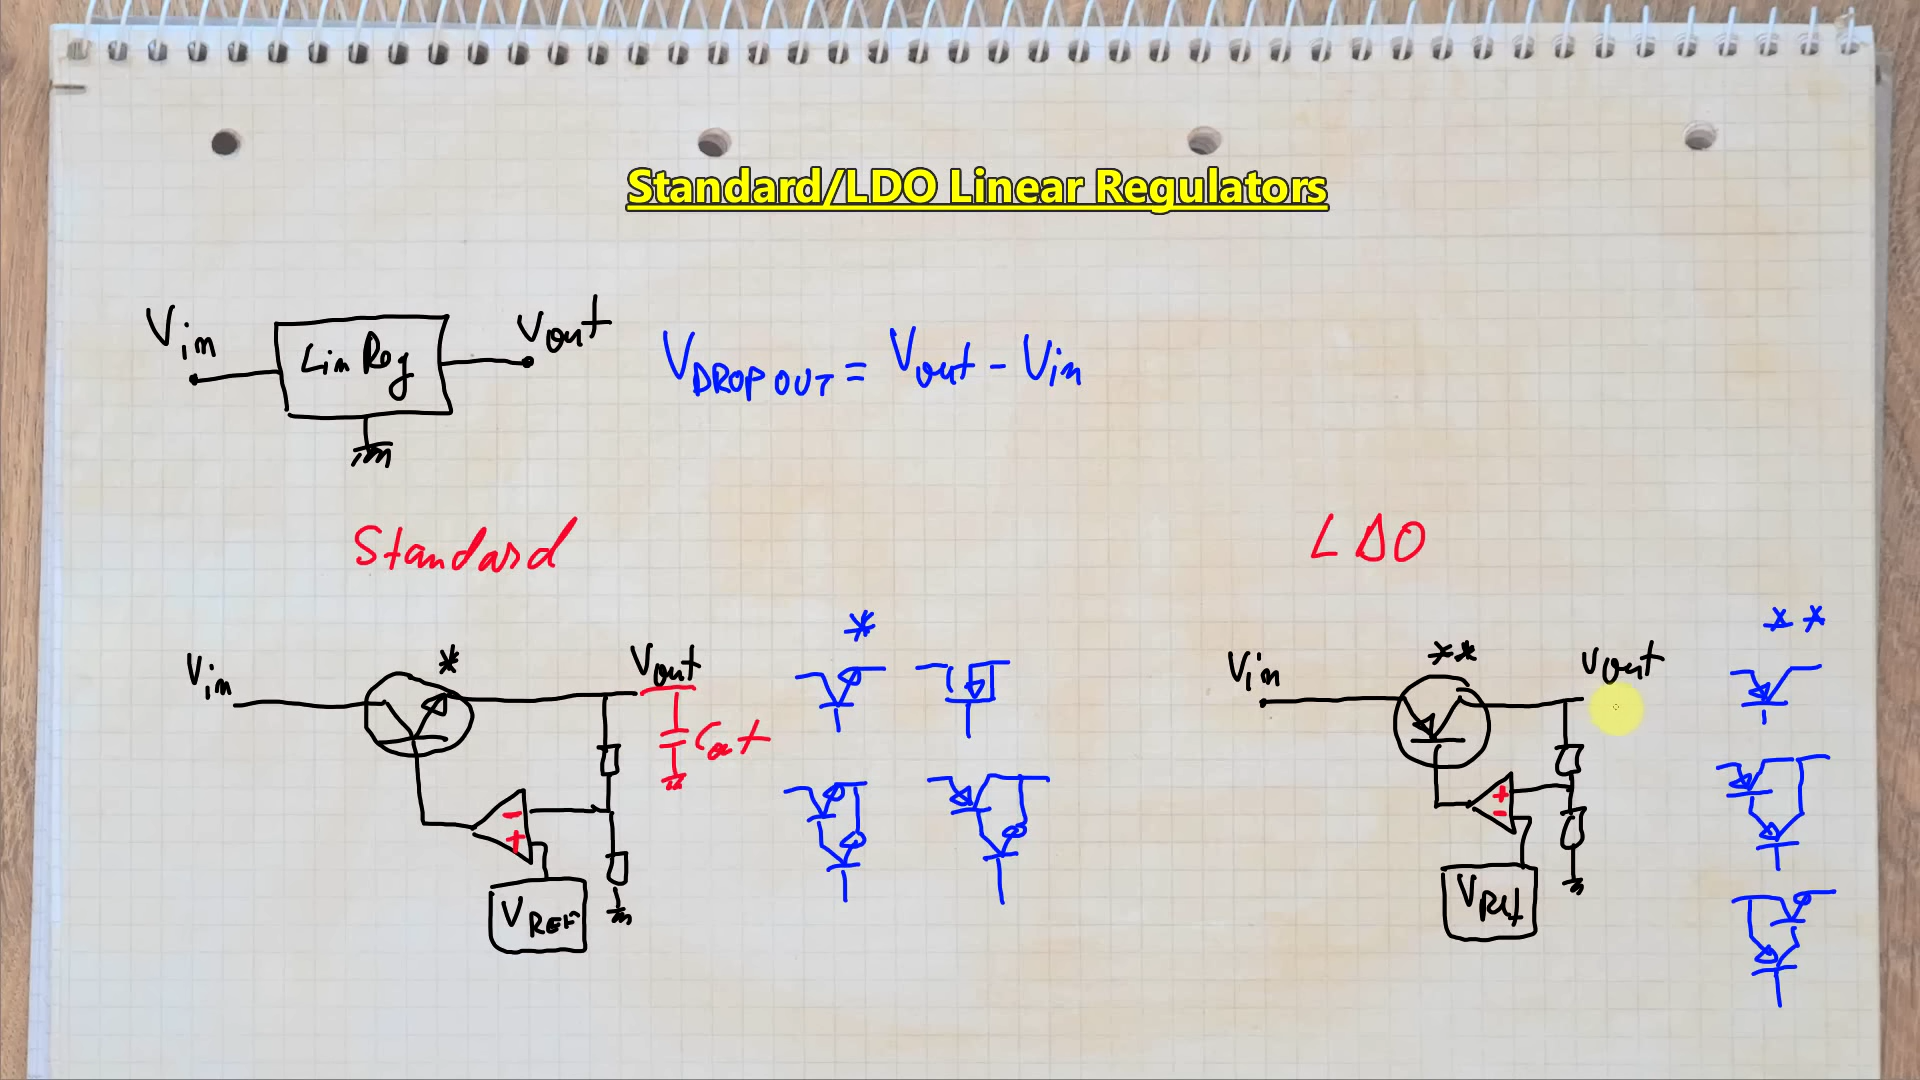 Standard/LDO Linear Regulators
Vin
Lin Reg
Vout
VDROPOUT = Vout - Vin
Standard
LDO
*
**
Vin
*
Vout
Cout
-
+
VREF
Vin
**
Vout
+
-
VRef